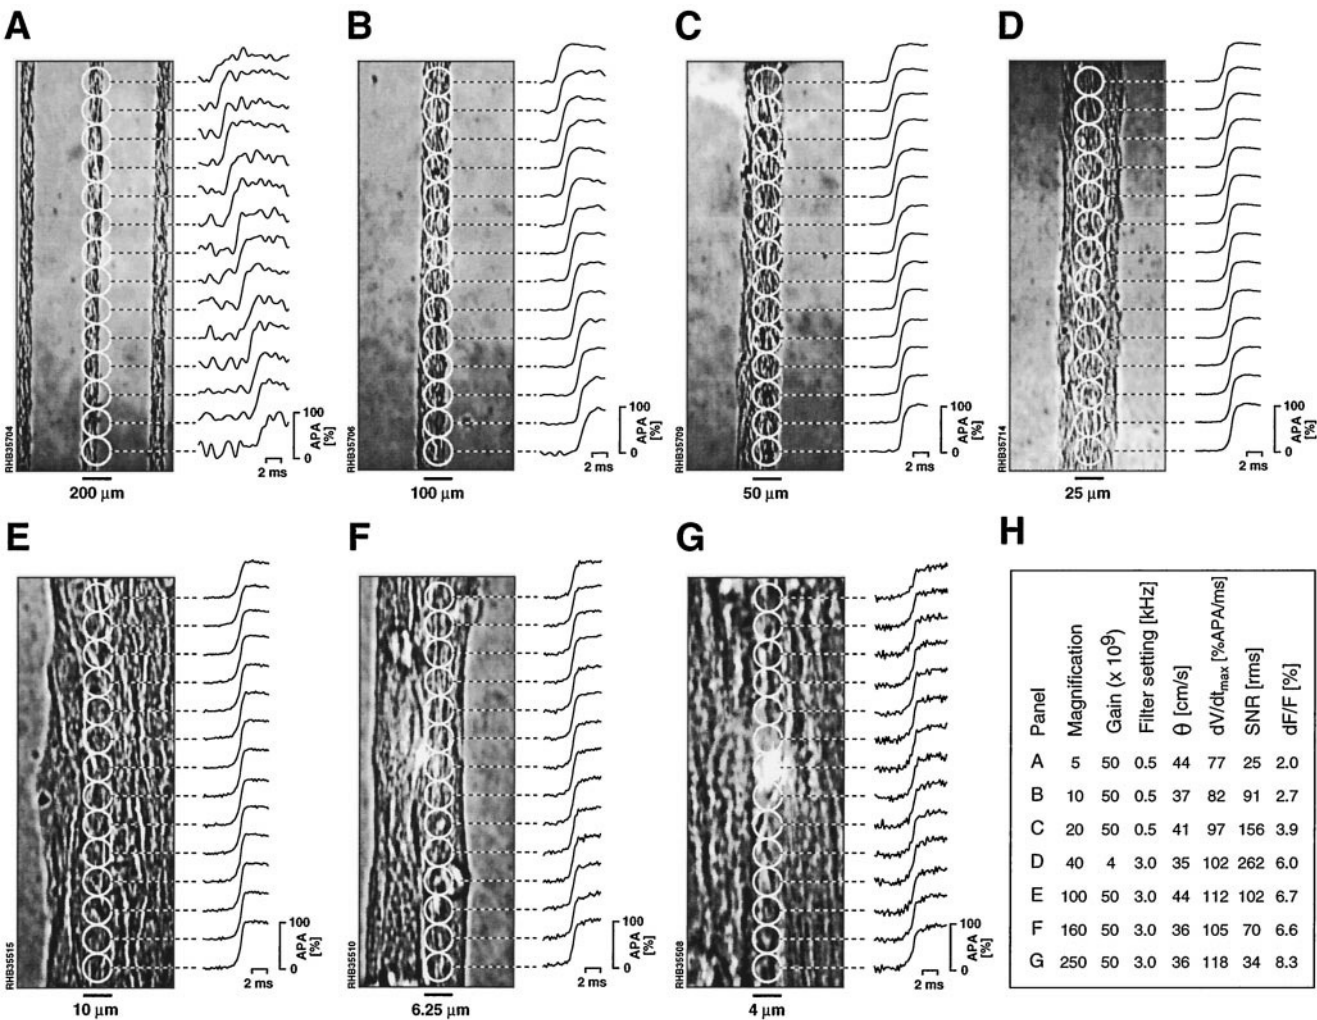 A
B
C
D
RHB35704
100
APA
[%]
0
2 ms
200 µm
RHB35706
100
APA
[%]
0
2 ms
100 µm
RHB35709
100
APA
[%]
0
2 ms
50 µm
RHB35714
100
APA
[%]
0
2 ms
25 µm
E
F
G
H
RHB35515
100
APA
[%]
0
2 ms
10 µm
RHB35510
100
APA
[%]
0
2 ms
6.25 µm
RHB35508
100
APA
[%]
0
2 ms
4 µm
Panel Magnification Gain (x 10⁹) Filter setting [kHz] θ [cm/s] dV/dtmax [%APA/ms] SNR [rms] dF/F [%]
A 5 50 0.5 44 77 25 2.0
B 10 50 0.5 37 82 91 2.7
C 20 50 0.5 41 97 156 3.9
D 40 4 3.0 35 102 262 6.0
E 100 50 3.0 44 112 102 6.7
F 160 50 3.0 36 105 70 6.6
G 250 50 3.0 36 118 34 8.3